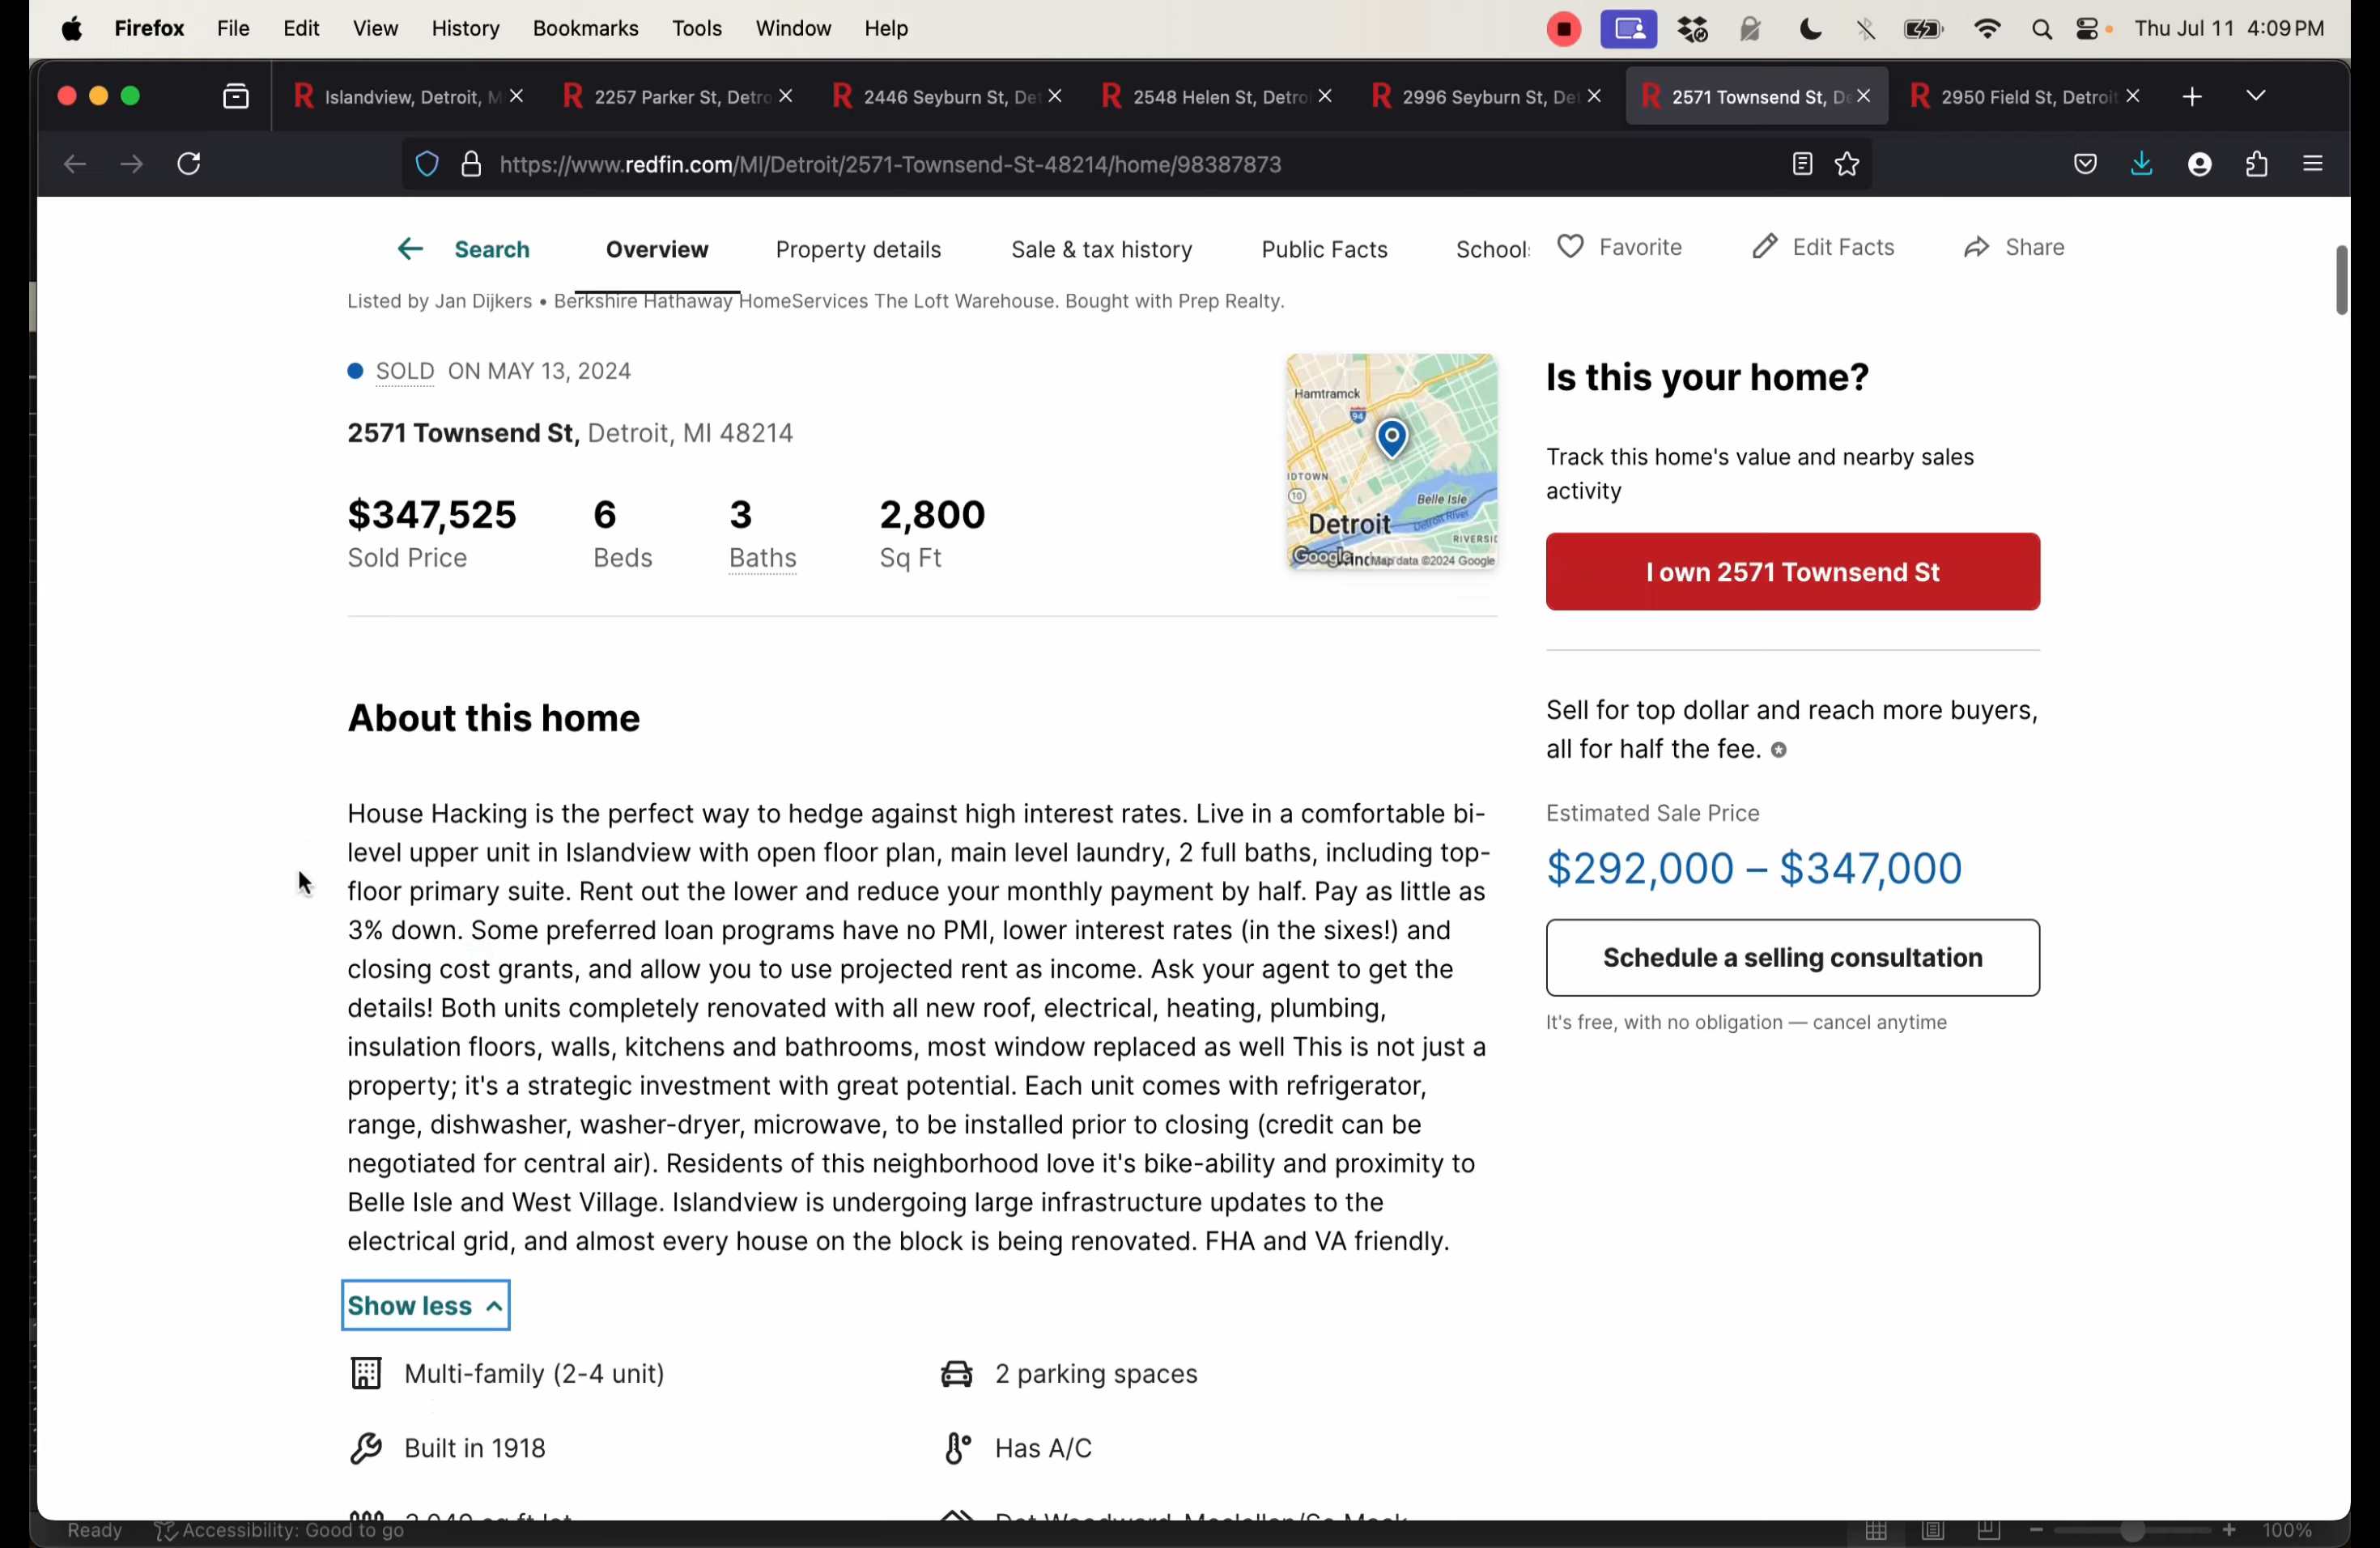 Firefox File Edit View History Bookmarks Tools Window Help Thu Jul 11 4:09 PM
Islandview, Detroit, M 2257 Parker St, Detro 2446 Seyburn St, De 2548 Helen St, Detro 2996 Seyburn St, De 2571 Townsend St, De 2950 Field St, Detroit
https://www.redfin.com/MI/Detroit/2571-Townsend-St-48214/home/98387873
Search Overview Property details Sale & tax history Public Facts School Favorite Edit Facts Share
Listed by Jan Dijkers • Berkshire Hathaway HomeServices The Loft Warehouse. Bought with Prep Realty.
SOLD ON MAY 13, 2024
2571 Townsend St, Detroit, MI 48214
$347,525 6 3 2,800
Sold Price Beds Baths Sq Ft
Hamtramck
94
IDTOWN
10
Belle Isle
Detroit River
Detroit
RIVERSI
Google Map data ©2024 Google
Is this your home?
Track this home's value and nearby sales
activity
I own 2571 Townsend St
Sell for top dollar and reach more buyers,
all for half the fee.
Estimated Sale Price
$292,000 – $347,000
Schedule a selling consultation
It's free, with no obligation — cancel anytime
About this home
House Hacking is the perfect way to hedge against high interest rates. Live in a comfortable bi-
level upper unit in Islandview with open floor plan, main level laundry, 2 full baths, including top-
floor primary suite. Rent out the lower and reduce your monthly payment by half. Pay as little as
3% down. Some preferred loan programs have no PMI, lower interest rates (in the sixes!) and
closing cost grants, and allow you to use projected rent as income. Ask your agent to get the
details! Both units completely renovated with all new roof, electrical, heating, plumbing,
insulation floors, walls, kitchens and bathrooms, most window replaced as well This is not just a
property; it's a strategic investment with great potential. Each unit comes with refrigerator,
range, dishwasher, washer-dryer, microwave, to be installed prior to closing (credit can be
negotiated for central air). Residents of this neighborhood love it's bike-ability and proximity to
Belle Isle and West Village. Islandview is undergoing large infrastructure updates to the
electrical grid, and almost every house on the block is being renovated. FHA and VA friendly.
Show less
Multi-family (2-4 unit) 2 parking spaces
Built in 1918 Has A/C
Ready Accessibility: Good to go 100%